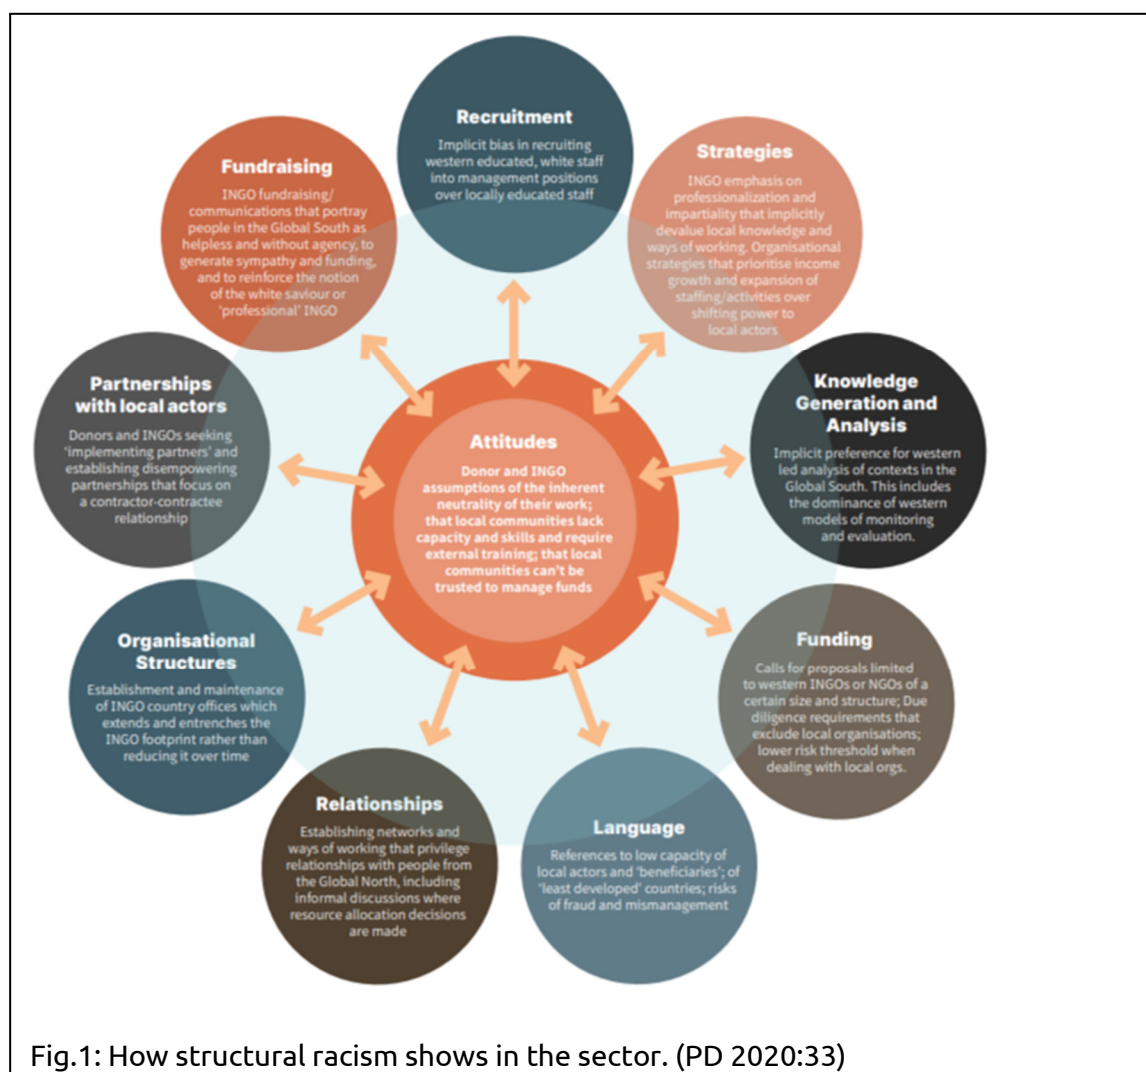 Recruitment
Implicit bias in recruiting
western educated, white staff
into management positions
over locally educated staff
Strategies
INGO emphasis on
professionalization and
impartiality that implicitly
devalue local knowledge and
ways of working. Organisational
strategies that prioritise income
growth and expansion of
staffing/activities over
shifting power to
local actors
Knowledge
Generation and
Analysis
Implicit preference for western
led analysis of contexts in the
Global South. This includes
the dominance of western
models of monitoring
and evaluation.
Funding
Calls for proposals limited
to western INGOs or NGOs of a
certain size and structure; Due
diligence requirements that
exclude local organisations;
lower risk threshold when
dealing with local orgs.
Language
References to low capacity of
local actors and ‘beneficiaries’; of
‘least developed’ countries; risks
of fraud and mismanagement
Relationships
Establishing networks and
ways of working that privilege
relationships with people from
the Global North, including
informal discussions where
resource allocation decisions
are made
Organisational
Structures
Establishment and maintenance
of INGO country offices which
extends and entrenches the
INGO footprint rather than
reducing it over time
Partnerships
with local actors
Donors and INGOs seeking
‘implementing partners’ and
establishing disempowering
partnerships that focus on
a contractor-contractee
relationship
Fundraising
INGO fundraising/
communications that portray
people in the Global South as
helpless and without agency, to
generate sympathy and funding,
and to reinforce the notion
of the white saviour or
‘professional’ INGO
Attitudes
Donor and INGO
assumptions of the inherent
neutrality of their work;
that local communities lack
capacity and skills and require
external training; that local
communities can’t be
trusted to manage funds
Fig.1: How structural racism shows in the sector. (PD 2020:33)